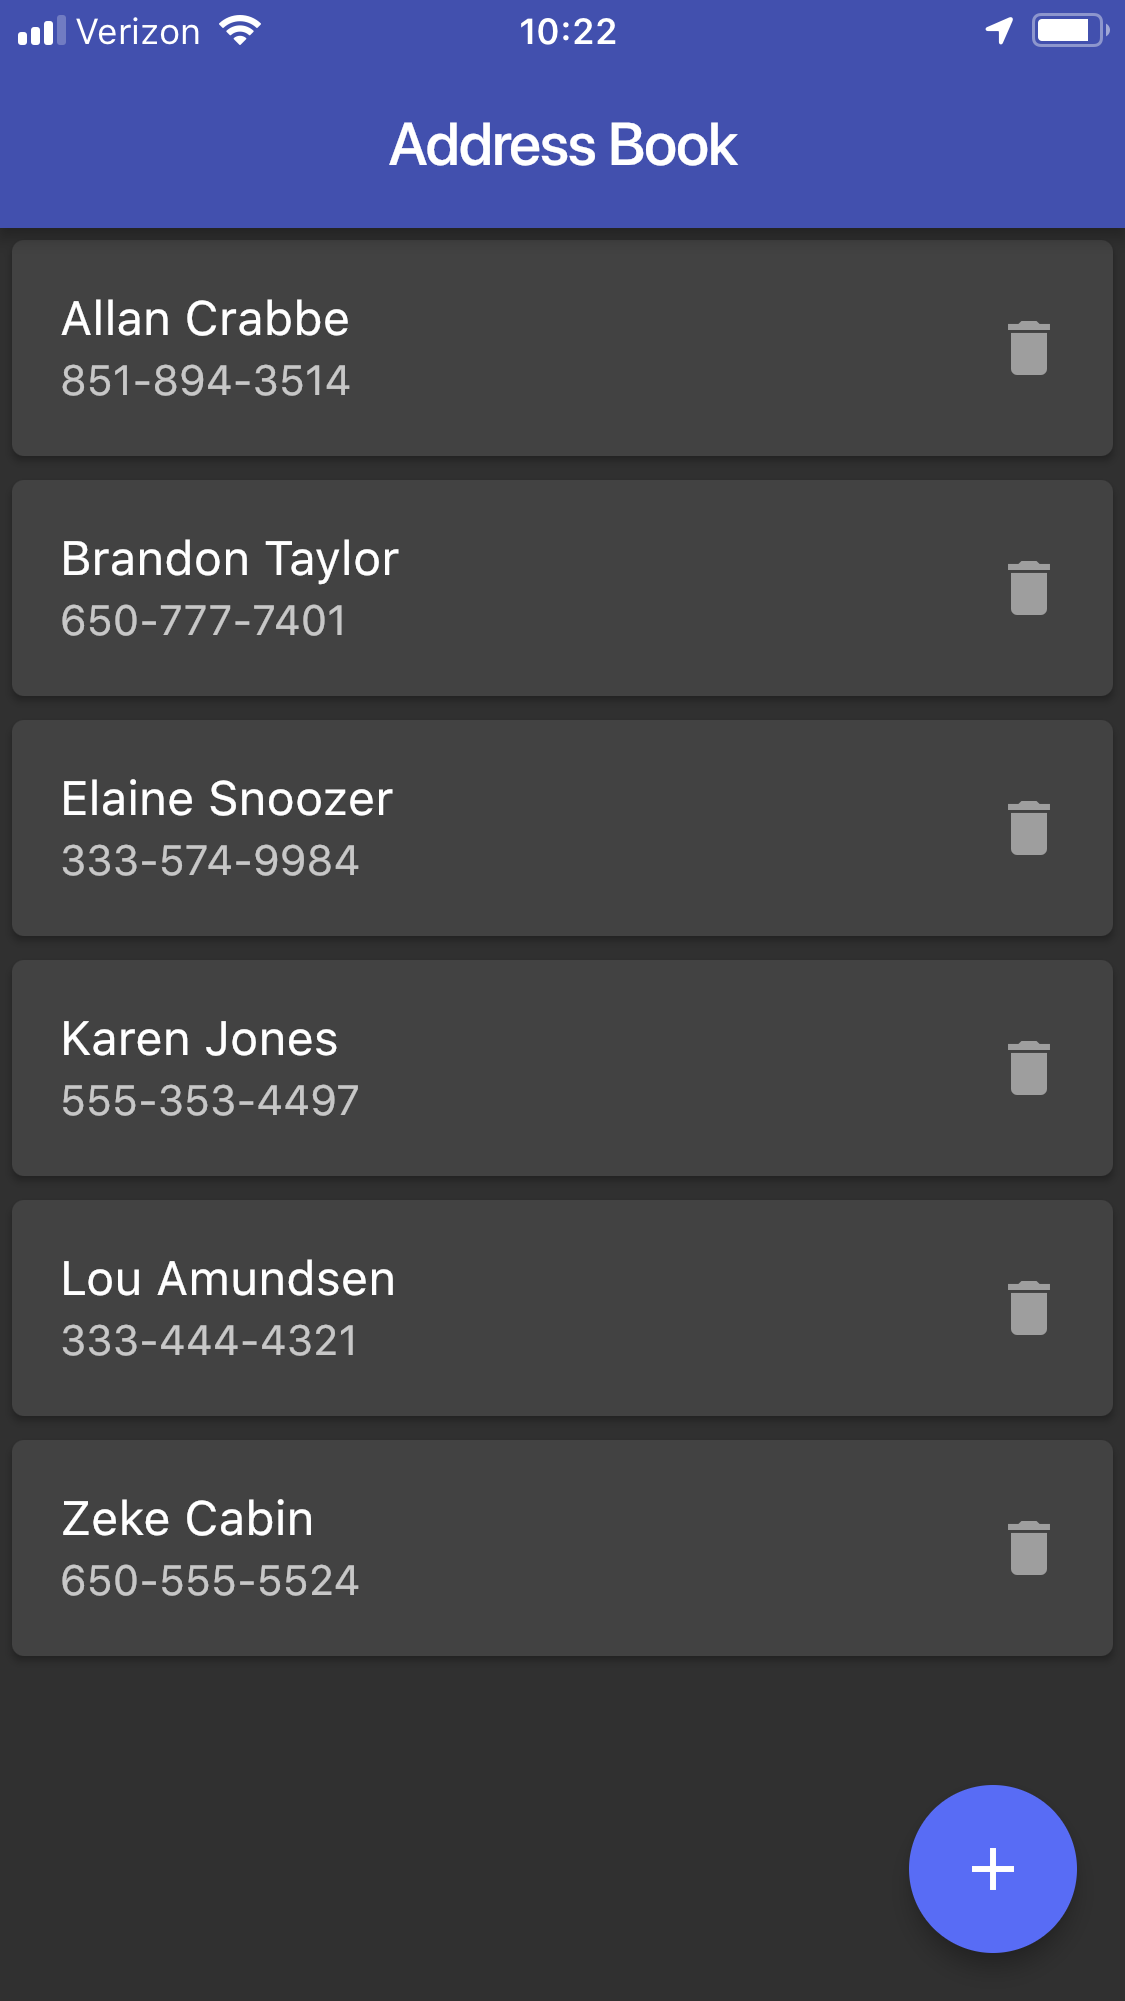 Verizon 10:22
Address Book
Allan Crabbe
851-894-3514
Brandon Taylor
650-777-7401
Elaine Snoozer
333-574-9984
Karen Jones
555-353-4497
Lou Amundsen
333-444-4321
Zeke Cabin
650-555-5524